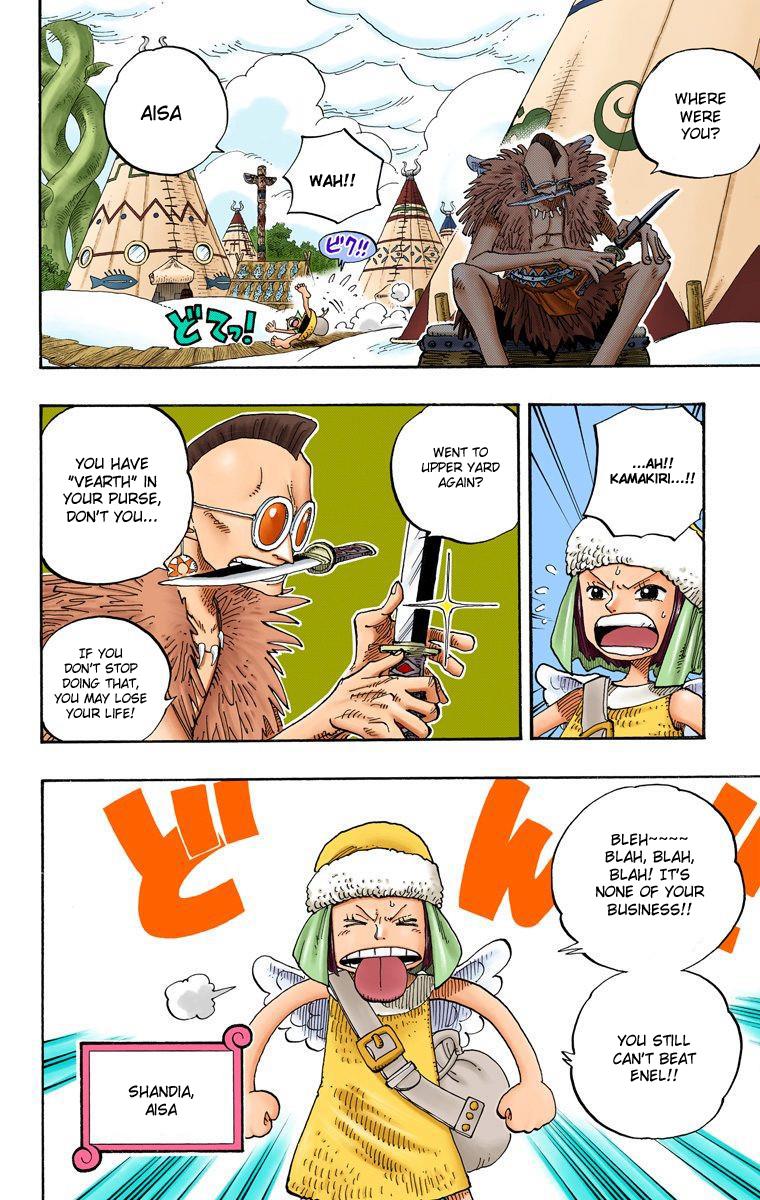 WHERE
WERE
YOU?
AISA
WAH!!
ビク!!
どてっ!
...AH!!
KAMAKIRI...!!
WENT TO
UPPER YARD
AGAIN?
YOU HAVE
"VEARTH" IN
YOUR PURSE,
DON'T YOU...
IF YOU
DON'T STOP
DOING THAT,
YOU MAY LOSE
YOUR LIFE!
BLEH~~~~
BLAH, BLAH,
BLAH! IT'S
NONE OF YOUR
BUSINESS!!
YOU STILL
CAN'T BEAT
ENEL!!
どん!!
SHANDIA,
AISA